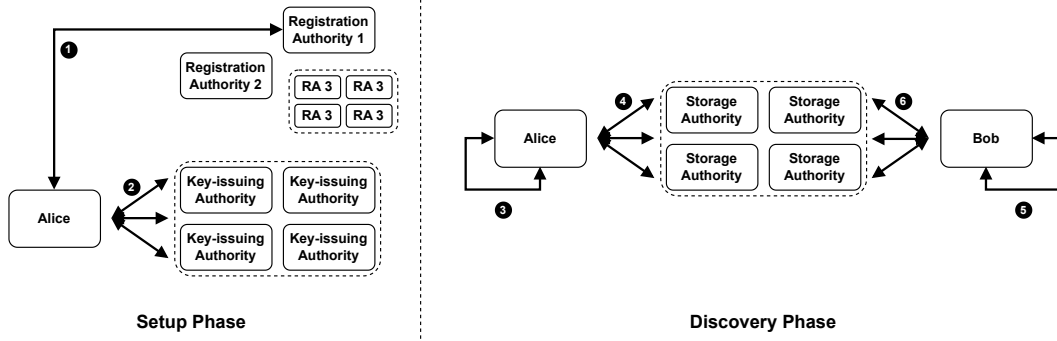 1
Registration
Authority 1
Registration
Authority 2
RA 3
RA 3
RA 3
RA 3
2
Alice
Key-issuing
Authority
Key-issuing
Authority
Key-issuing
Authority
Key-issuing
Authority
Setup Phase
3
Alice
4
Storage
Authority
Storage
Authority
Storage
Authority
Storage
Authority
6
Bob
5
Discovery Phase